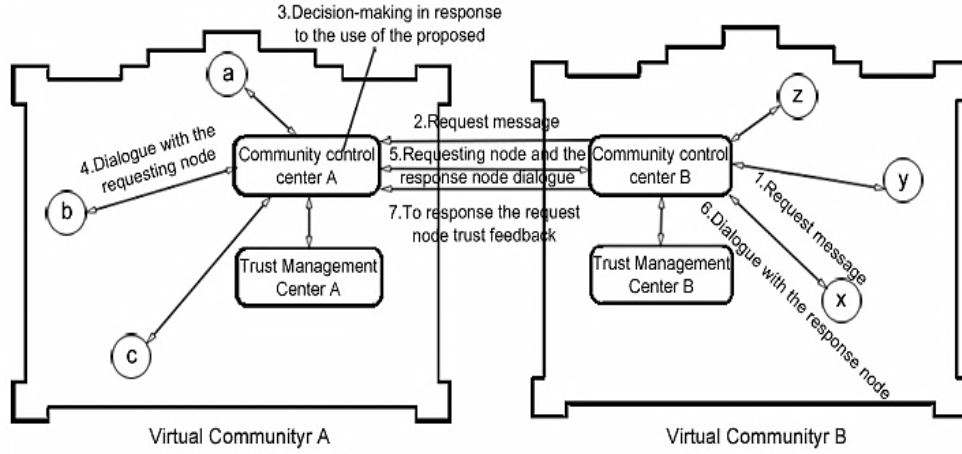 3.Decision-making in response
to the use of the proposed
a
z
2.Request message
4.Dialogue with the
requesting node
Community control
center A
5.Requesting node and the
response node dialogue
Community control
center B
b
y
1.Request message
7.To response the request
node trust feedback
6.Dialogue with the response node
Trust Management
Center A
Trust Management
Center B
x
c
Virtual Communityr A
Virtual Communityr B